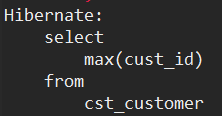 Hibernate:
    select
        max(cust_id)
    from
        cst_customer